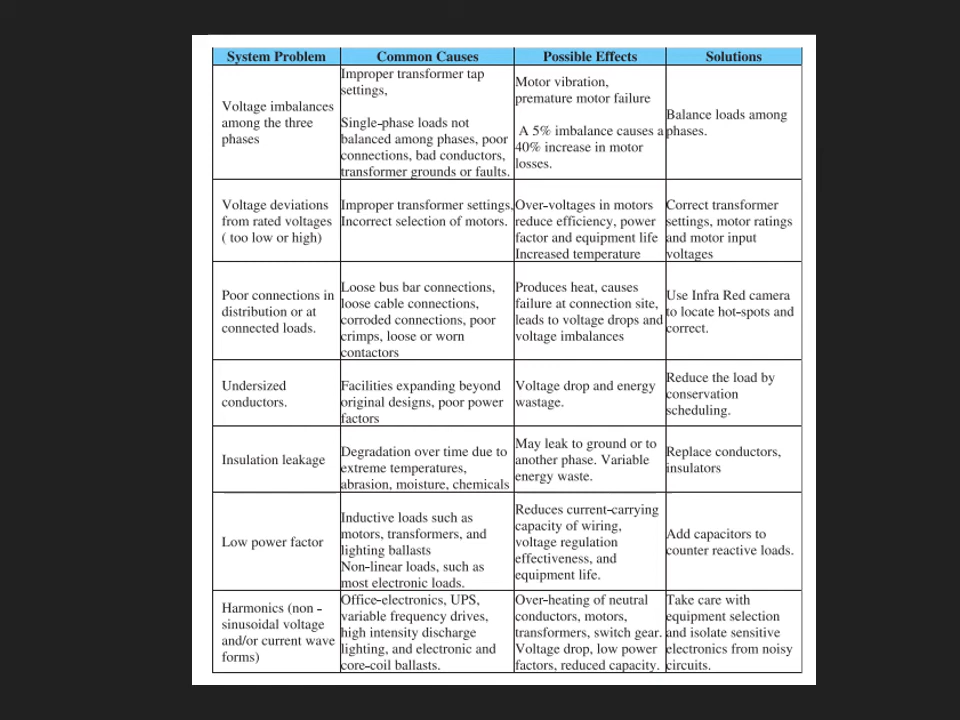 System Problem
Common Causes
Possible Effects
Solutions
Voltage imbalances
among the three
phases
Improper transformer tap
settings,
Single-phase loads not
balanced among phases, poor
connections, bad conductors,
transformer grounds or faults.
Motor vibration,
premature motor failure
A 5% imbalance causes a
40% increase in motor
losses.
Balance loads among
phases.
Voltage deviations
from rated voltages
( too low or high)
Improper transformer settings,
Incorrect selection of motors.
Over-voltages in motors
reduce efficiency, power
factor and equipment life
Increased temperature
Correct transformer
settings, motor ratings
and motor input
voltages
Poor connections in
distribution or at
connected loads.
Loose bus bar connections,
loose cable connections,
corroded connections, poor
crimps, loose or worn
contactors
Produces heat, causes
failure at connection site,
leads to voltage drops and
voltage imbalances
Use Infra Red camera
to locate hot-spots and
correct.
Undersized
conductors.
Facilities expanding beyond
original designs, poor power
factors
Voltage drop and energy
wastage.
Reduce the load by
conservation
scheduling.
Insulation leakage
Degradation over time due to
extreme temperatures,
abrasion, moisture, chemicals
May leak to ground or to
another phase. Variable
energy waste.
Replace conductors,
insulators
Low power factor
Inductive loads such as
motors, transformers, and
lighting ballasts
Non-linear loads, such as
most electronic loads.
Reduces current-carrying
capacity of wiring,
voltage regulation
effectiveness, and
equipment life.
Add capacitors to
counter reactive loads.
Harmonics (non -
sinusoidal voltage
and/or current wave
forms)
Office-electronics, UPS,
variable frequency drives,
high intensity discharge
lighting, and electronic and
core-coil ballasts.
Over-heating of neutral
conductors, motors,
transformers, switch gear.
Voltage drop, low power
factors, reduced capacity.
Take care with
equipment selection
and isolate sensitive
electronics from noisy
circuits.